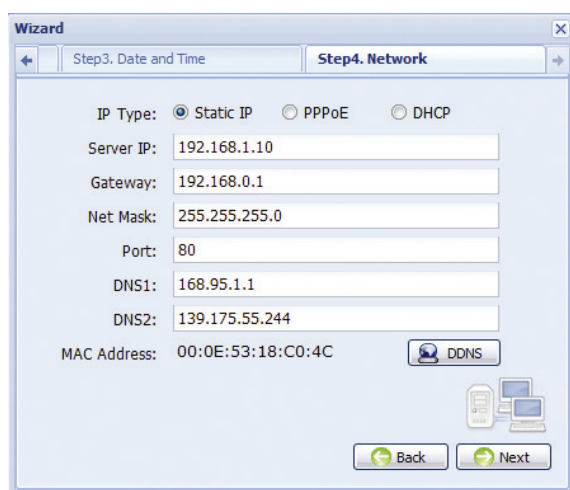 Wizard
Step3. Date and Time Step4. Network
IP Type: Static IP PPPoE DHCP
Server IP: 192.168.1.10
Gateway: 192.168.0.1
Net Mask: 255.255.255.0
Port: 80
DNS1: 168.95.1.1
DNS2: 139.175.55.244
MAC Address: 00:0E:53:18:C0:4C DDNS
Back Next